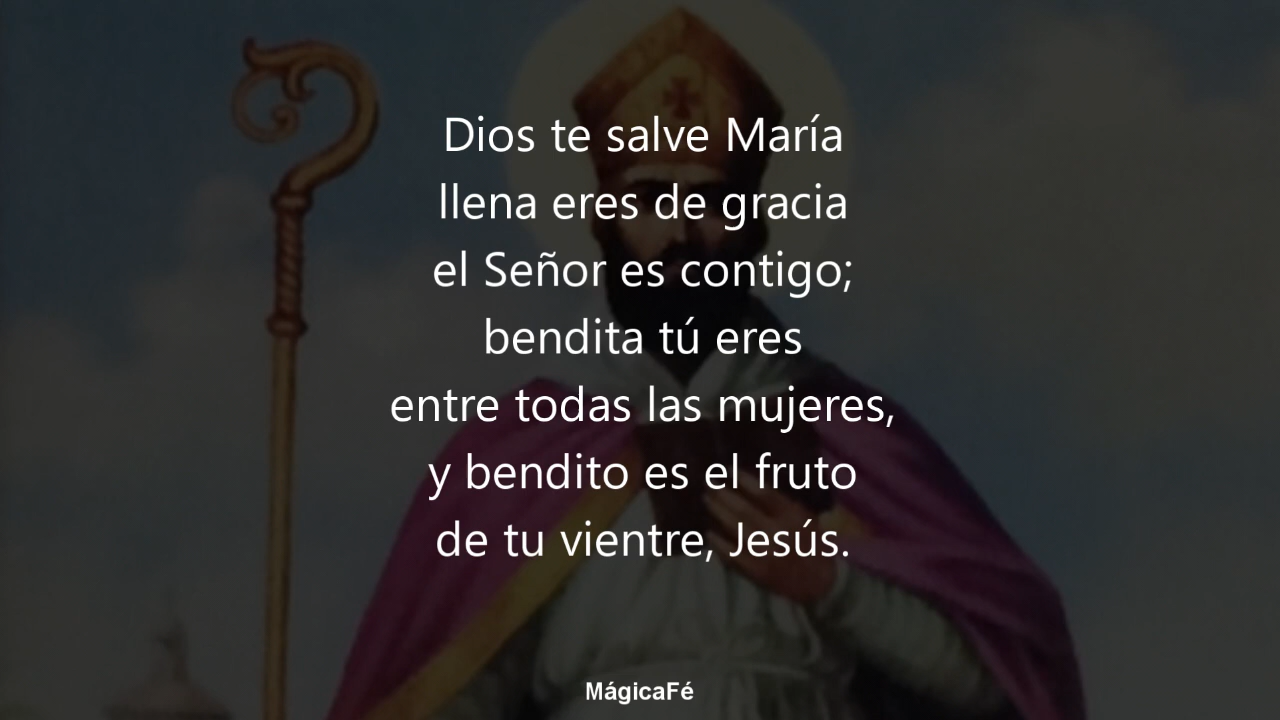 Dios te salve María
llena eres de gracia
el Señor es contigo;
bendita tú eres
entre todas las mujeres,
y bendito es el fruto
de tu vientre, Jesús.
MágicaFé